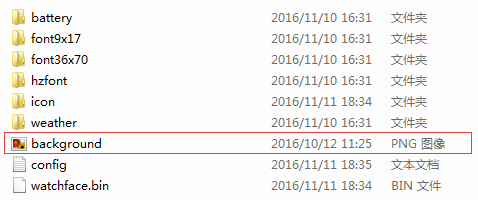 battery 2016/11/10 16:31 文件夹
font9x17 2016/11/10 16:31 文件夹
font36x70 2016/11/10 16:31 文件夹
hzfont 2016/11/10 16:31 文件夹
icon 2016/11/11 18:34 文件夹
weather 2016/11/10 16:31 文件夹
background 2016/10/12 11:25 PNG 图像
config 2016/11/11 18:35 文本文档
watchface.bin 2016/11/11 18:34 BIN 文件